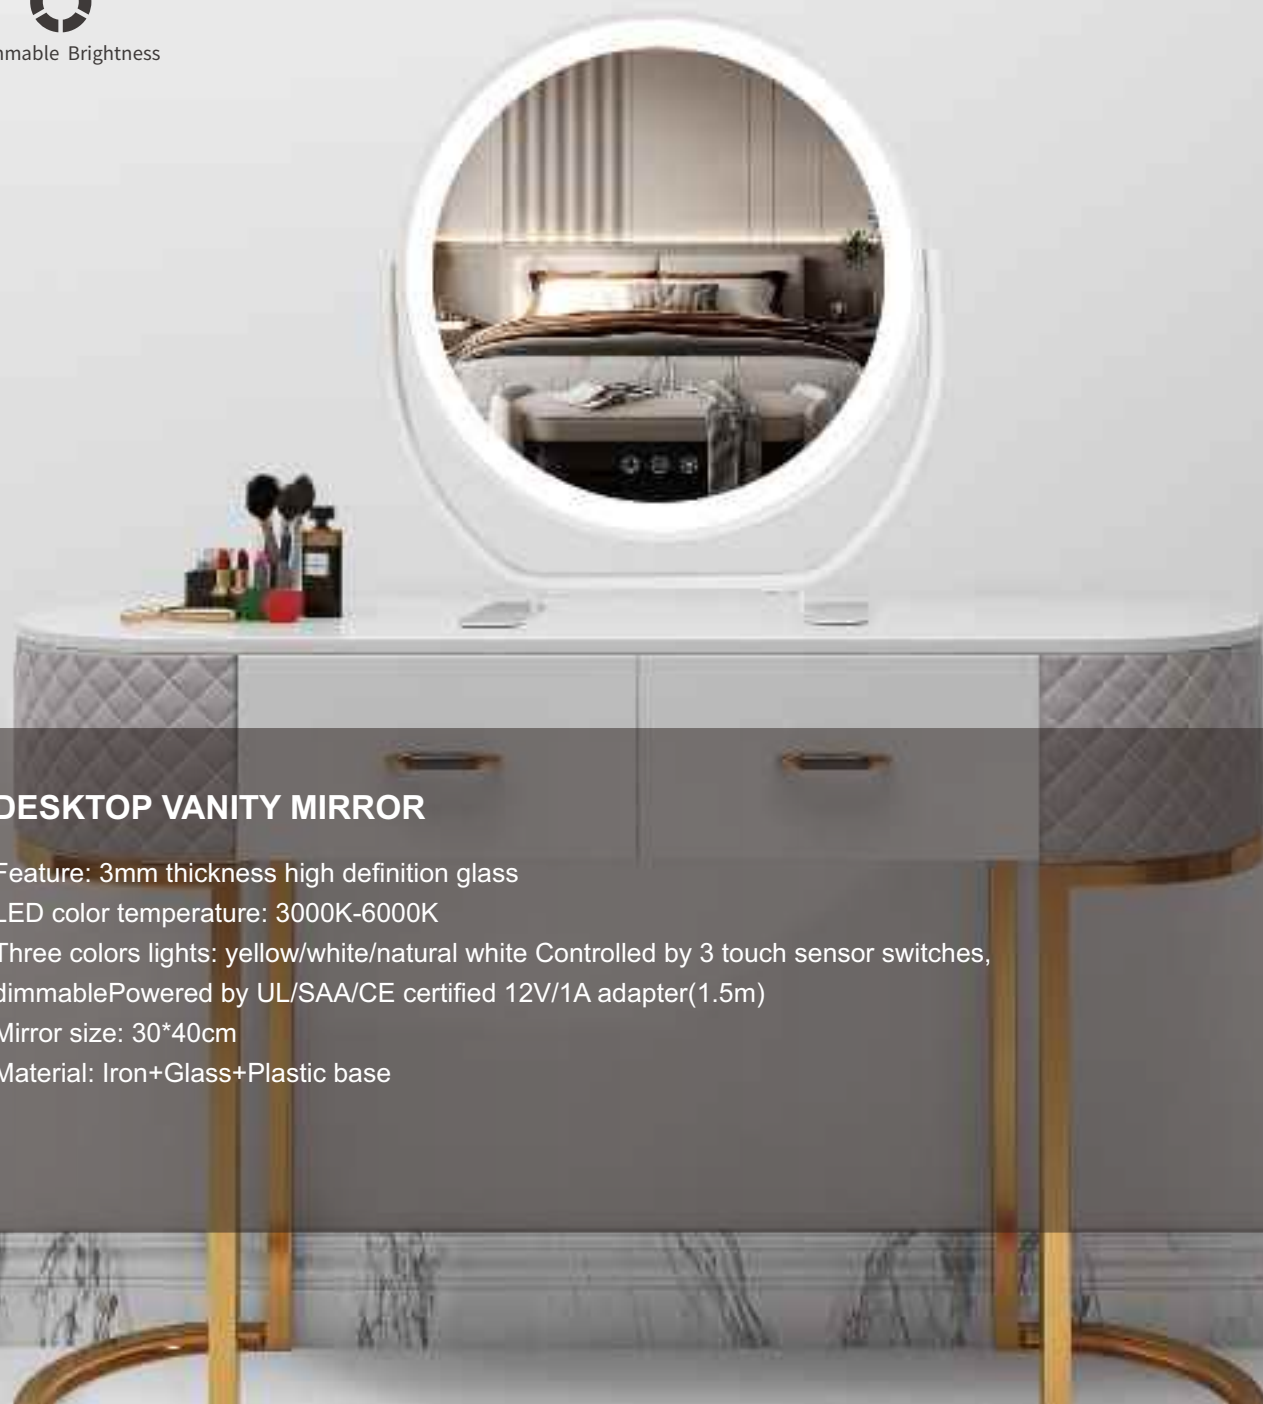 mmable Brightness
DESKTOP VANITY MIRROR
Feature: 3mm thickness high definition glass
LED color temperature: 3000K-6000K
Three colors lights: yellow/white/natural white Controlled by 3 touch sensor switches,
dimmablePowered by UL/SAA/CE certified 12V/1A adapter(1.5m)
Mirror size: 30*40cm
Material: Iron+Glass+Plastic base